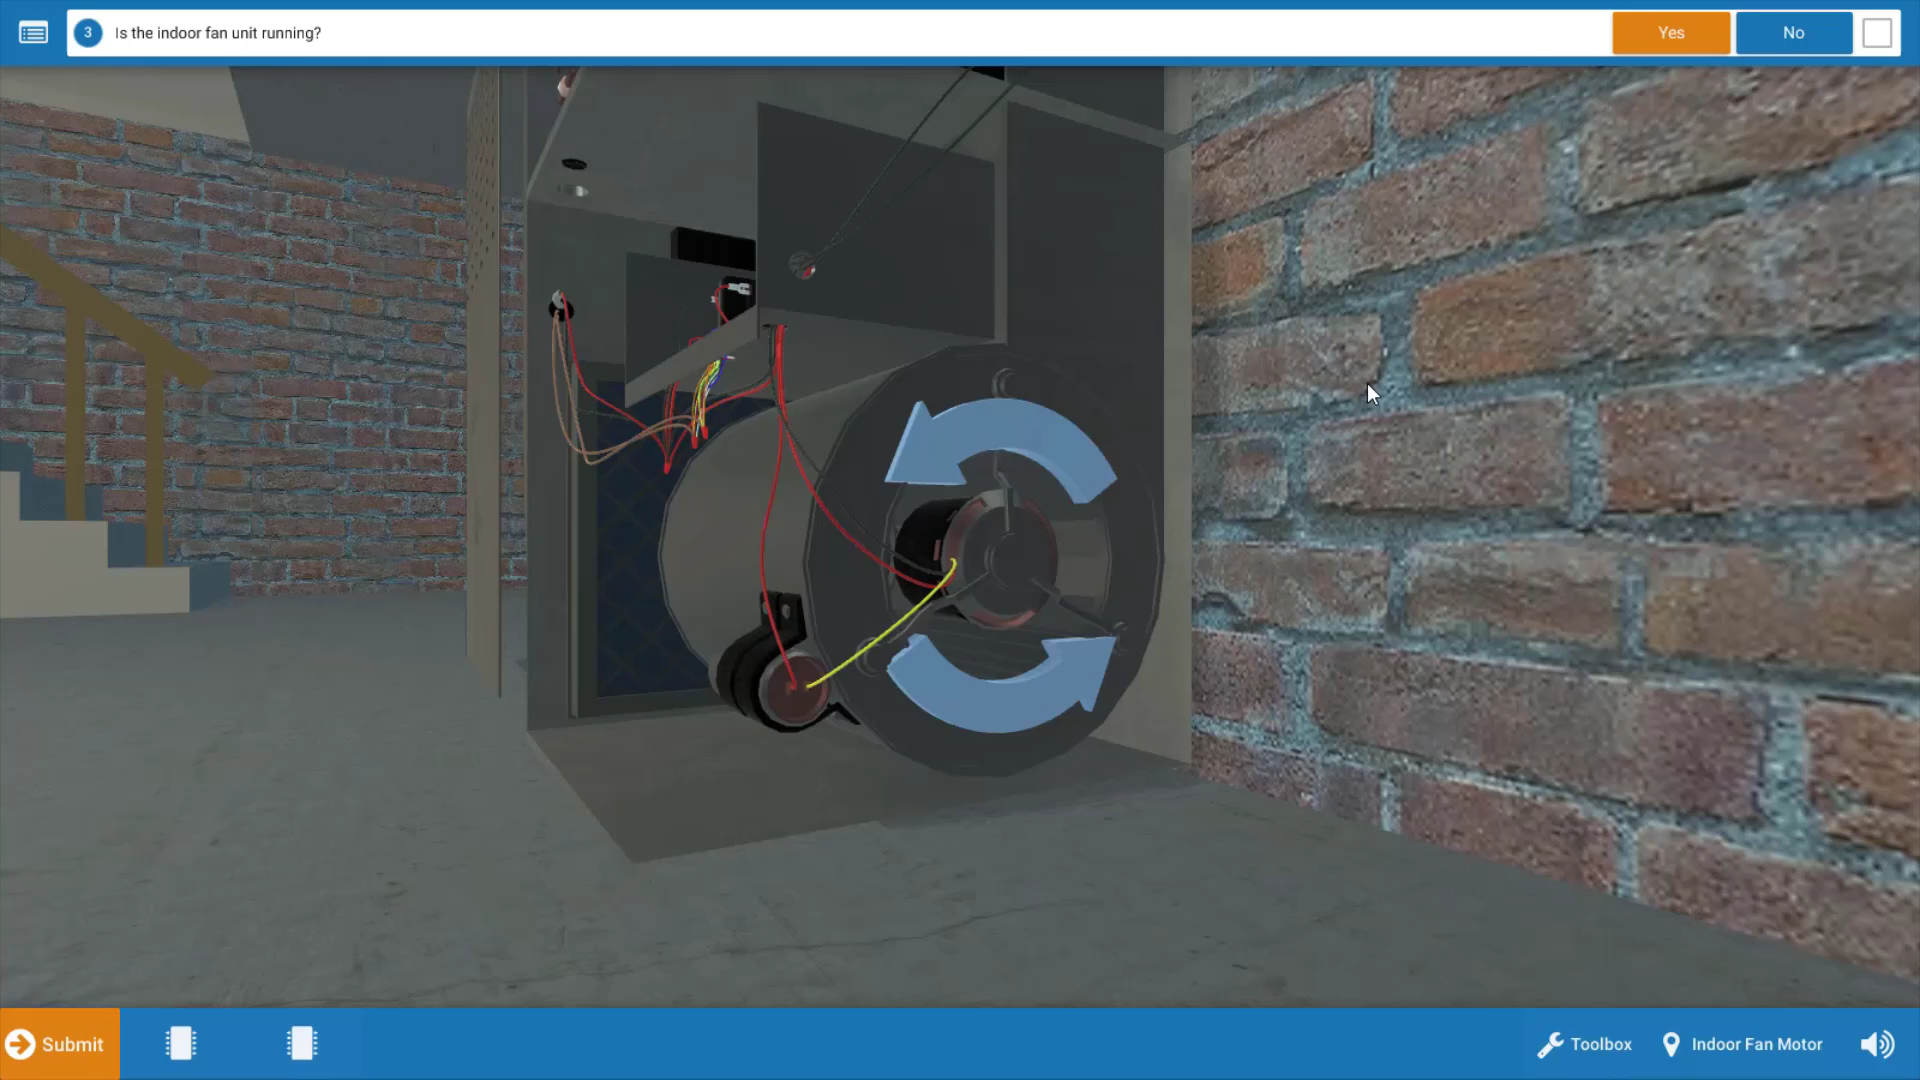 3 Is the indoor fan unit running?
Yes
No
Submit
Toolbox
Indoor Fan Motor